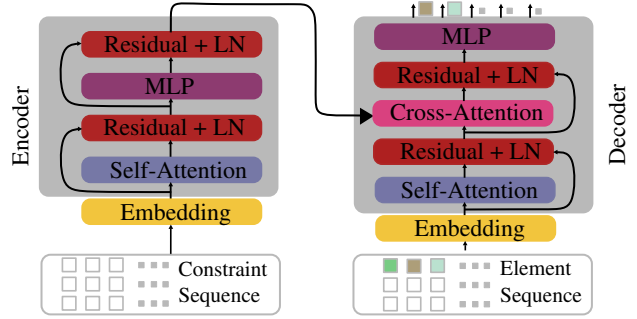 Encoder
Residual + LN
MLP
Residual + LN
Self-Attention
Embedding
Constraint
Sequence
MLP
Residual + LN
Cross-Attention
Residual + LN
Self-Attention
Embedding
Element
Sequence
Decoder